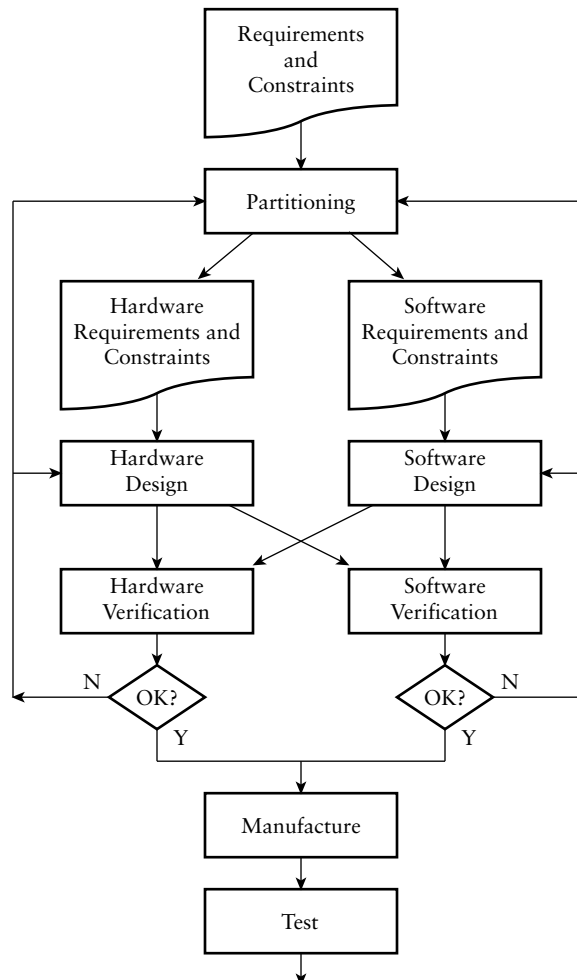 Requirements
and
Constraints
Partitioning
Hardware
Requirements and
Constraints
Software
Requirements and
Constraints
Hardware
Design
Software
Design
Hardware
Verification
Software
Verification
N
OK?
Y
OK?
N
Y
Manufacture
Test